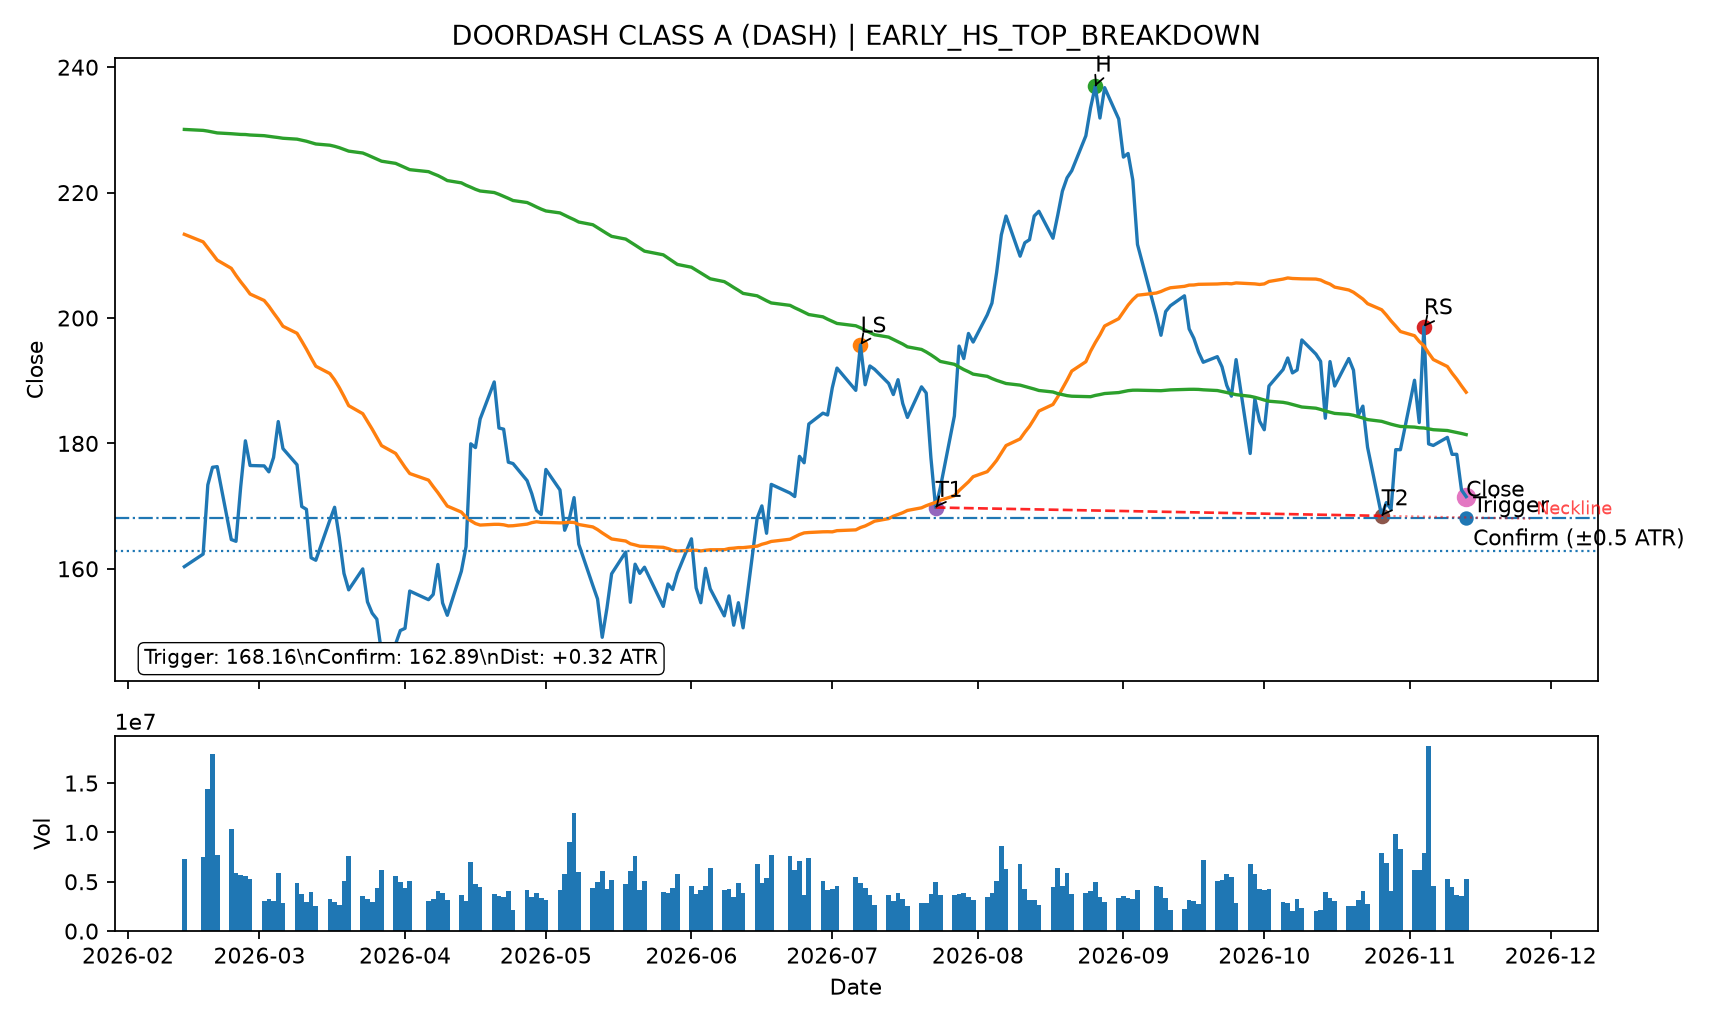 DOORDASH CLASS A (DASH) | EARLY_HS_TOP_BREAKDOWN
240
220
200
180
160
Close
H
LS
RS
T1
T2
Close
Trigger
Neckline
Confirm (±0.5 ATR)
Trigger: 168.16\nConfirm: 162.89\nDist: +0.32 ATR
1e7
1.5
1.0
0.5
0.0
Vol
2026-02 2026-03 2026-04 2026-05 2026-06 2026-07 2026-08 2026-09 2026-10 2026-11 2026-12
Date